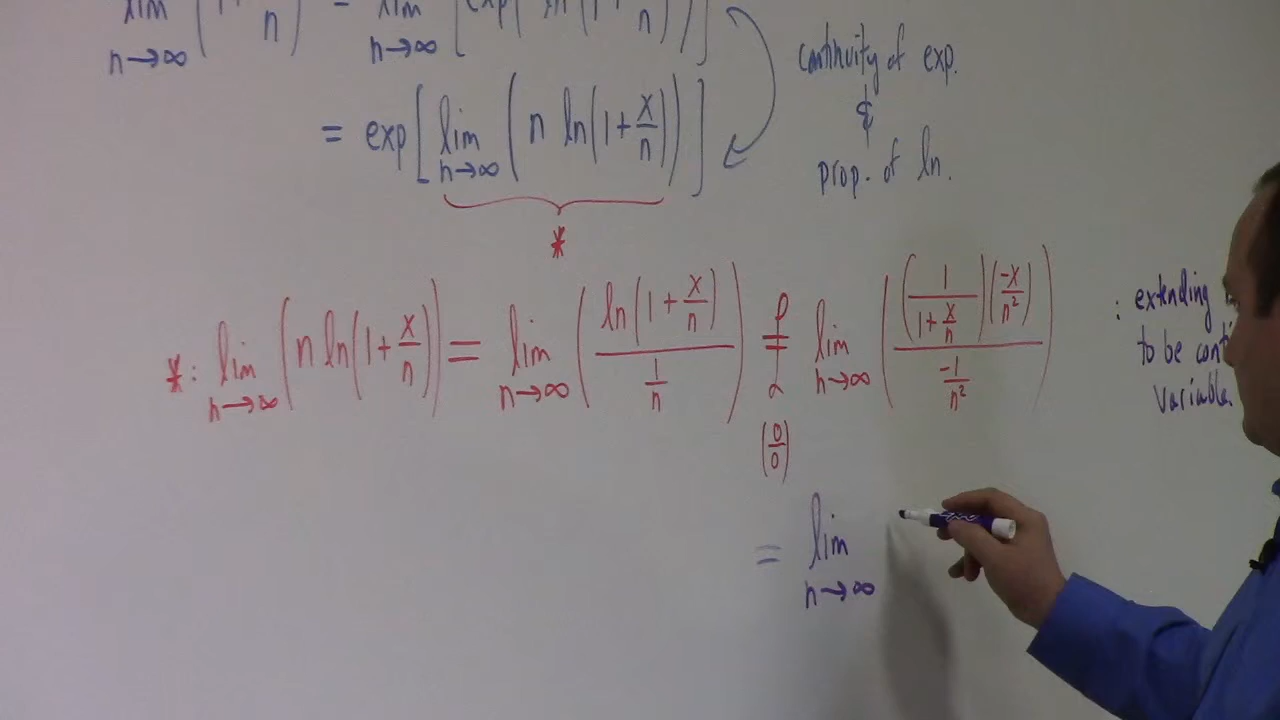 lim n→∞ ( 1+ n ) = lim n→∞ [exp( ln(1+ n ))]
= exp[ lim n→∞ ( n ln(1+ x/n )) ]
continuity of exp.
&
prop. of ln.
*
*: lim n→∞ ( n ln(1+ x/n )) = lim n→∞ ( ln(1+ x/n ) / (1/n) ) = lim n→∞ ( ( 1/(1+ x/n) )( -x/n² ) / ( -1/n² ) )
(0/0)
: extending
to be
variable.
= lim n→∞